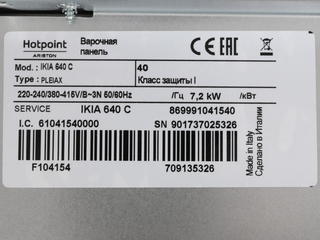 Hotpoint
ARISTON
Варочная
панель
CE EAC
Mod.: IKIA 640 C
40
Type: PLEIAX
Класс защиты I
220-240/380-415V/B~3N 50/60Hz /Гц 7,2 kW /кВт
SERVICE IKIA 640 C 869991041540
I.C. 61041540000 SN 901737025326
F104154 709135326
Made in Italy
Сделано в Италии